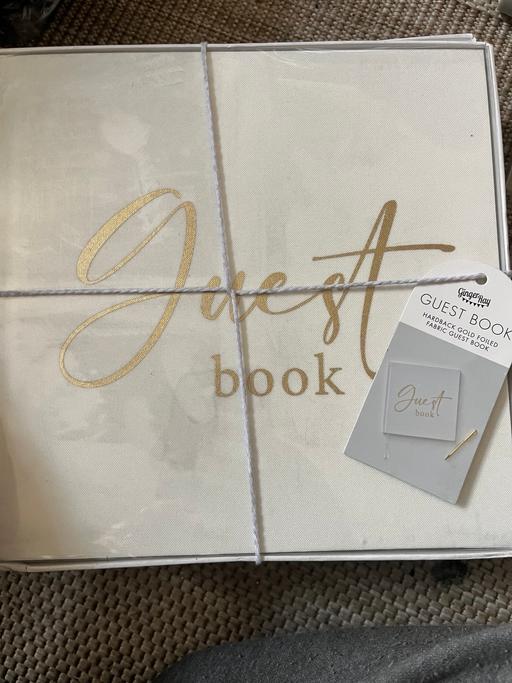 Guest
book
GingerRay
GUEST BOOK
HARDBACK GOLD FOILED
FABRIC GUEST BOOK
Guest
book